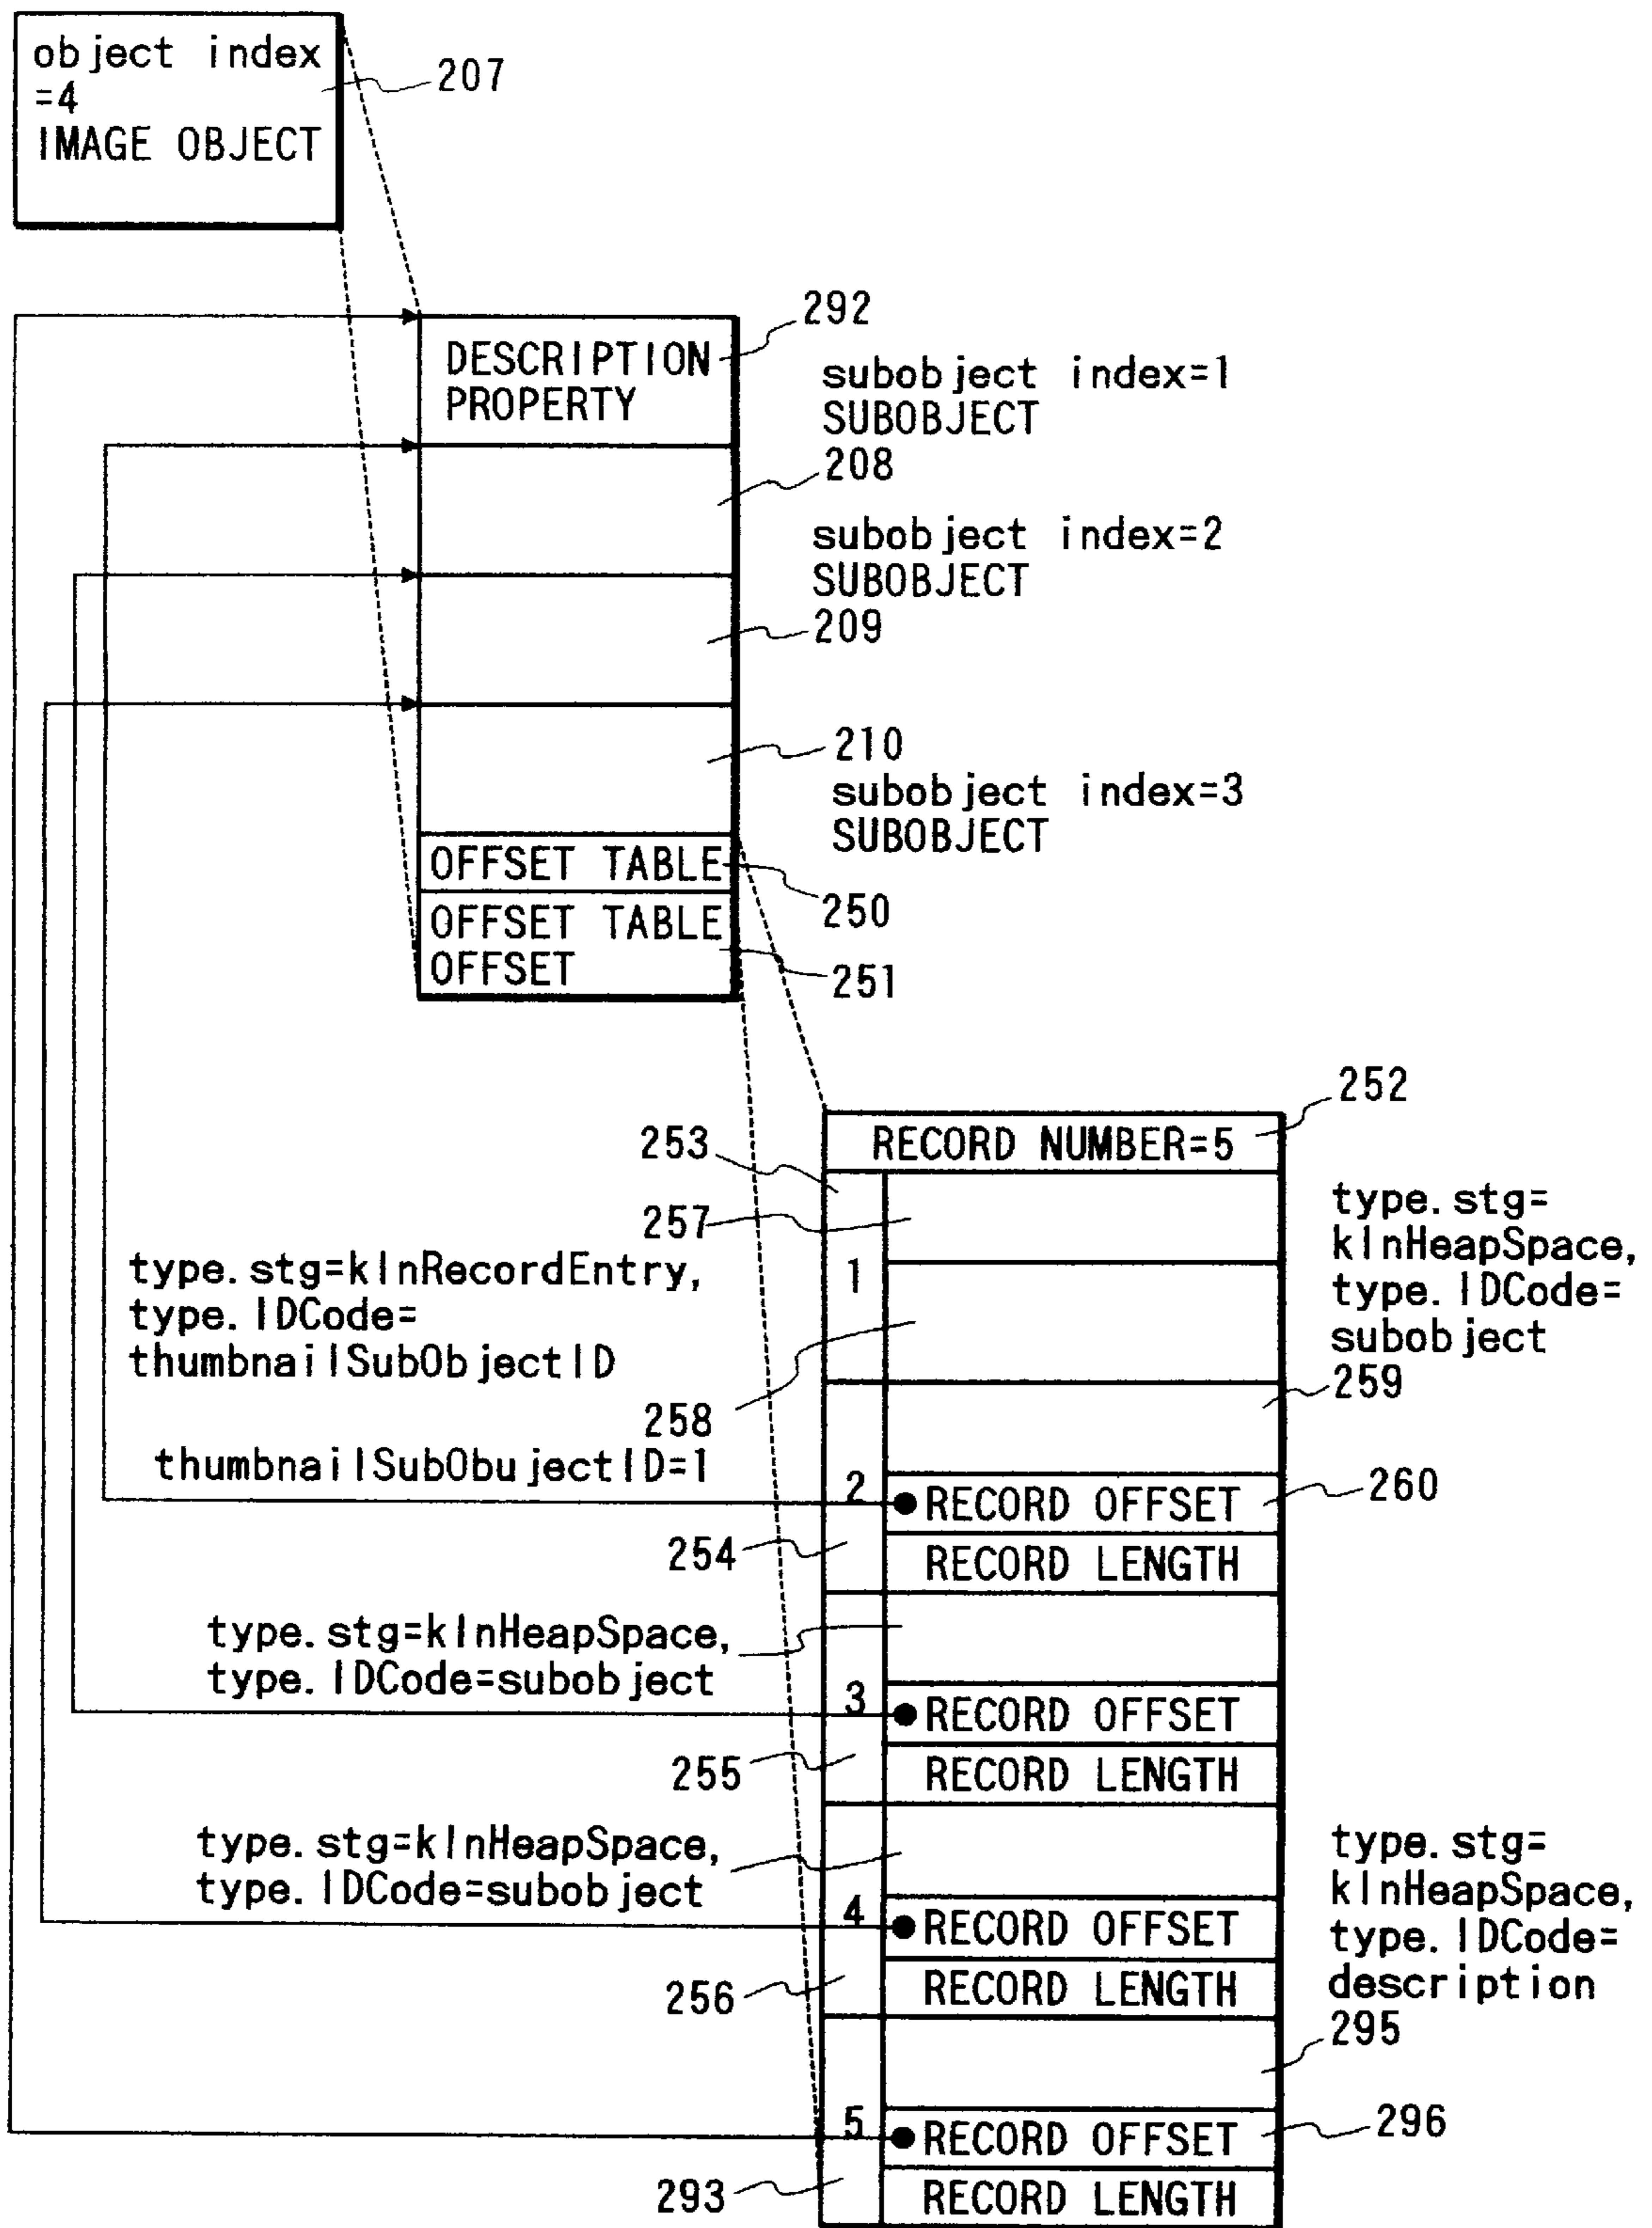 object index
=4
IMAGE OBJECT
207
292
DESCRIPTION
PROPERTY
subobject index=1
SUBOBJECT
208
subobject index=2
SUBOBJECT
209
210
subobject index=3
SUBOBJECT
OFFSET TABLE
250
OFFSET TABLE
OFFSET
251
252
RECORD NUMBER=5
253
257
1
type.stg=
kInHeapSpace,
type.IDCode=
subobject
259
type.stg=kInRecordEntry,
type.IDCode=
thumbnailSubObjectID
258
thumbnailSubObujectID=1
2
RECORD OFFSET
260
254
RECORD LENGTH
type.stg=kInHeapSpace,
type.IDCode=subobject
3
RECORD OFFSET
255
RECORD LENGTH
type.stg=kInHeapSpace,
type.IDCode=subobject
4
RECORD OFFSET
256
RECORD LENGTH
type.stg=
kInHeapSpace,
type.IDCode=
description
295
5
RECORD OFFSET
296
293
RECORD LENGTH